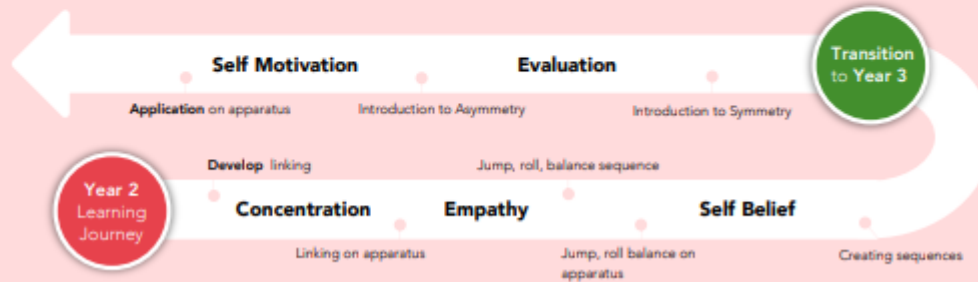 Self Motivation
Evaluation
Transition
to Year 3
Application on apparatus
Introduction to Asymmetry
Introduction to Symmetry
Develop linking
Jump, roll, balance sequence
Year 2
Learning
Journey
Concentration
Empathy
Self Belief
Linking on apparatus
Jump, roll balance on
apparatus
Creating sequences